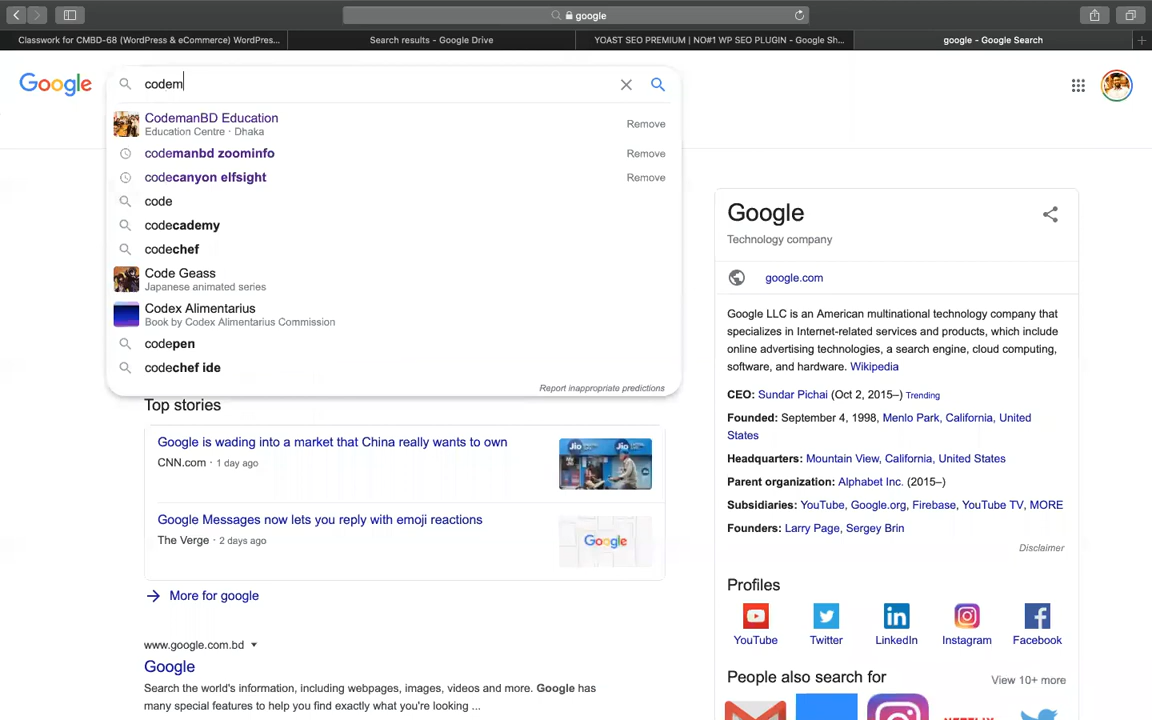 google
Classwork for CMBD-68 (WordPress & eCommerce) WordPres...
Search results - Google Drive
YOAST SEO PREMIUM | NO#1 WP SEO PLUGIN - Google Sh...
google - Google Search
Google
codem
CodemanBD Education
Education Centre · Dhaka
Remove
codemanbd zoominfo
Remove
codecanyon elfsight
Remove
code
codecademy
codechef
Code Geass
Japanese animated series
Codex Alimentarius
Book by Codex Alimentarius Commission
codepen
codechef ide
Report inappropriate predictions
Top stories
Google is wading into a market that China really wants to own
CNN.com · 1 day ago
Jio Jio
Google Messages now lets you reply with emoji reactions
The Verge · 2 days ago
Google
More for google
www.google.com.bd
Google
Search the world's information, including webpages, images, videos and more. Google has
many special features to help you find exactly what you're looking ...
Google
Technology company
google.com
Google LLC is an American multinational technology company that
specializes in Internet-related services and products, which include
online advertising technologies, a search engine, cloud computing,
software, and hardware. Wikipedia
CEO: Sundar Pichai (Oct 2, 2015–) Trending
Founded: September 4, 1998, Menlo Park, California, United
States
Headquarters: Mountain View, California, United States
Parent organization: Alphabet Inc. (2015–)
Subsidiaries: YouTube, Google.org, Firebase, YouTube TV, MORE
Founders: Larry Page, Sergey Brin
Disclaimer
Profiles
YouTube
Twitter
LinkedIn
Instagram
Facebook
People also search for
View 10+ more
NETFLIX